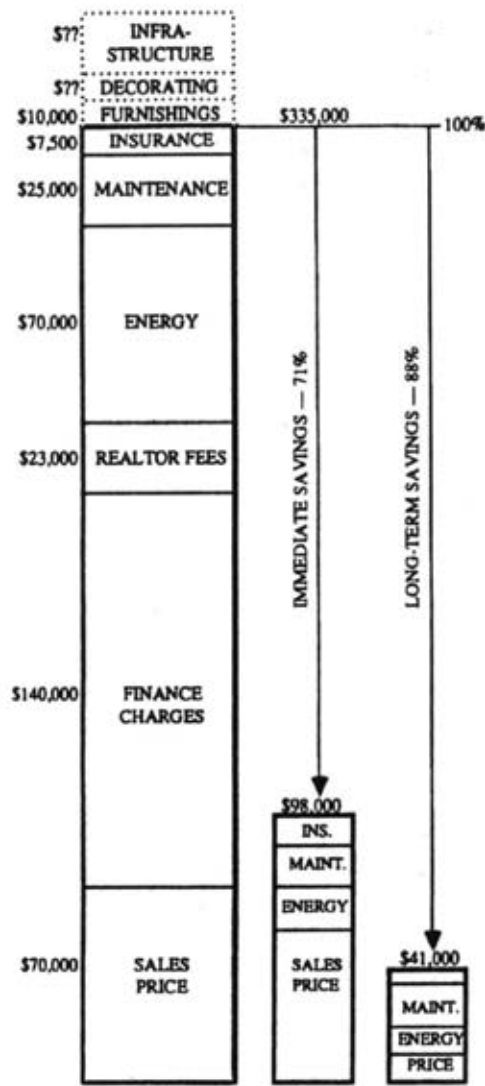 $??
INFRA-
STRUCTURE
$??
DECORATING
$10,000
FURNISHINGS
$335,000
100%
$7,500
INSURANCE
$25,000
MAINTENANCE
$70,000
ENERGY
$23,000
REALTOR FEES
IMMEDIATE SAVINGS — 71%
LONG-TERM SAVINGS — 88%
$140,000
FINANCE
CHARGES
$98,000
INS.
MAINT.
ENERGY
$70,000
SALES
PRICE
SALES
PRICE
$41,000
MAINT.
ENERGY
PRICE